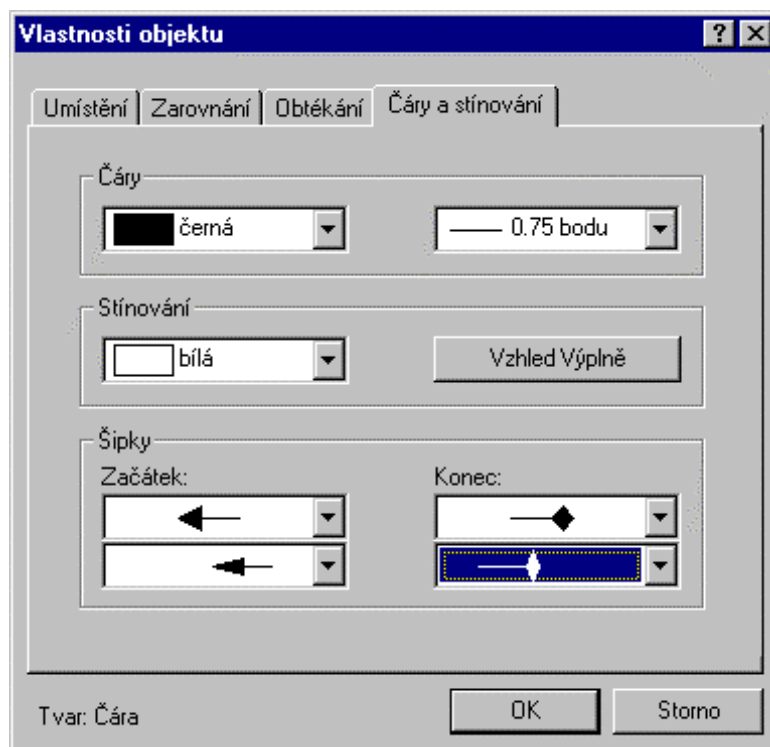 Vlastnosti objektu
Umístění Zarovnání Obtékání Čáry a stínování
Čáry
černá 0.75 bodu
Stínování
bílá Vzhled Výplně
Šipky
Začátek: Konec:
Tvar: Čára OK Storno